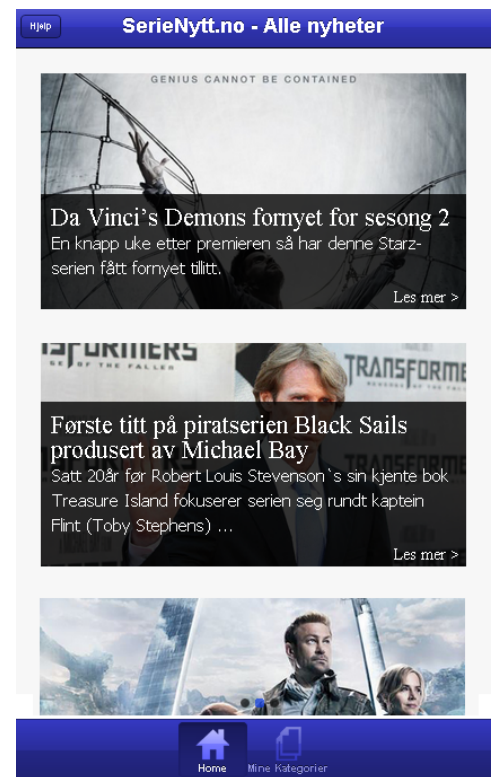 Hjelp
SerieNytt.no - Alle nyheter
GENIUS CANNOT BE CONTAINED
Da Vinci's Demons fornyet for sesong 2
En knapp uke etter premieren så har denne Starz-
serien fått fornyet tillitt.
Les mer >
TRANSFORME
Første titt på piratserien Black Sails
produsert av Michael Bay
Satt 20år før Robert Louis Stevenson`s sin kjente bok
Treasure Island fokuserer serien seg rundt kaptein
Flint (Toby Stephens) ...
Les mer >
Home
Mine Kategorier